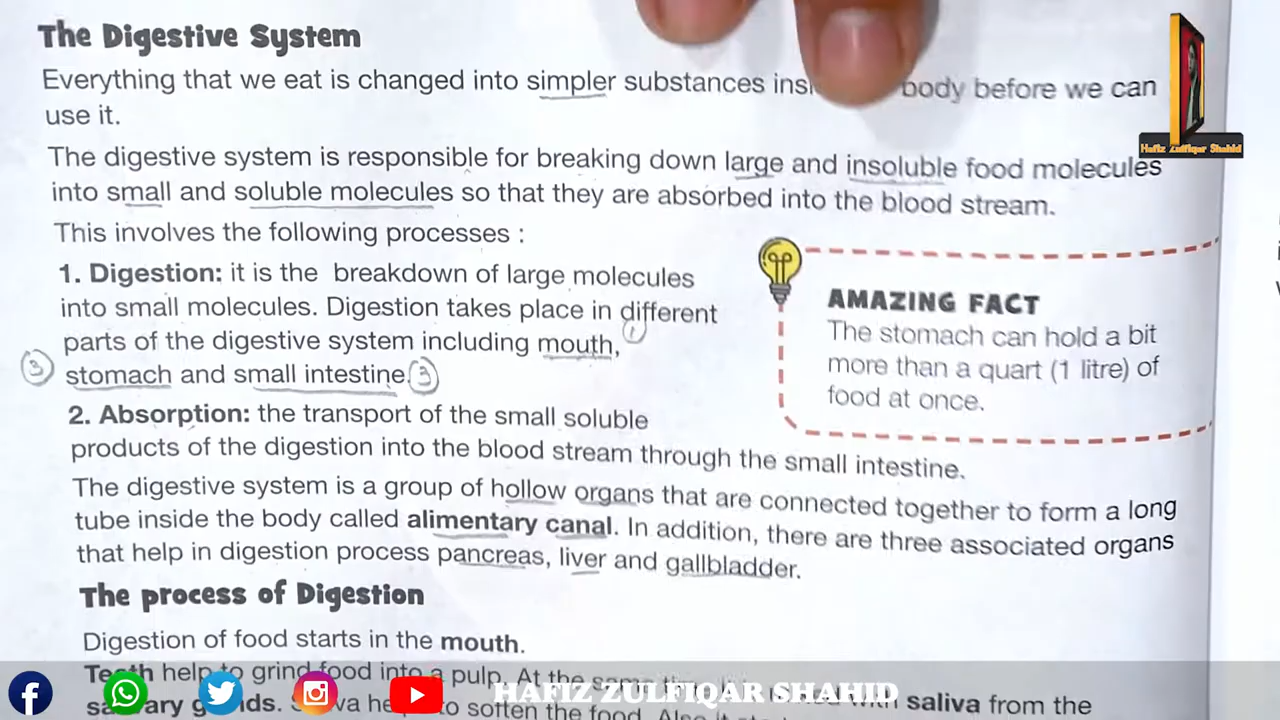 The Digestive System
Everything that we eat is changed into simpler substances body before we can
use it.
The digestive system is responsible for breaking down large and insoluble food molecules
into small and soluble molecules so that they are absorbed into the blood stream.
This involves the following processes :
1. Digestion: it is the breakdown of large molecules
into small molecules. Digestion takes place in different
parts of the digestive system including mouth, 1
3 stomach and small intestine 3
2. Absorption: the transport of the small soluble
products of the digestion into the blood stream through the small intestine.
AMAZING FACT
The stomach can hold a bit
more than a quart (1 litre) of
food at once.
The digestive system is a group of hollow organs that are connected together to form a long
tube inside the body called alimentary canal. In addition, there are three associated organs
that help in digestion process pancreas, liver and gallbladder.
The process of Digestion
Digestion of food starts in the mouth.
Teeth help to grind food into a pulp. At the same with saliva from the
to soften the food. Also it
Hafiz Zulfiqar Shahid
HAFIZ ZULFIQAR SHAHID